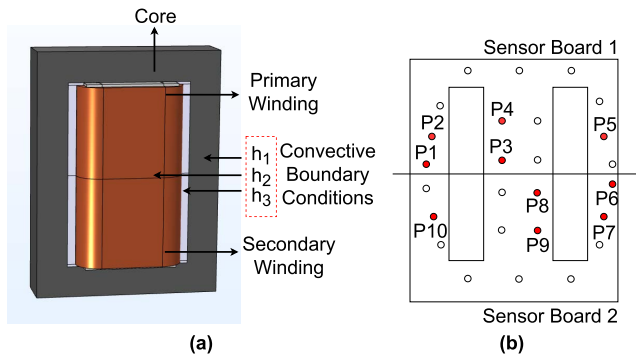 Core
Primary
Winding
h1
h2
h3
Convective
Boundary
Conditions
Secondary
Winding
(a)
Sensor Board 1
P4
P2
P5
P3
P1
P6
P8
P10
P9
P7
Sensor Board 2
(b)